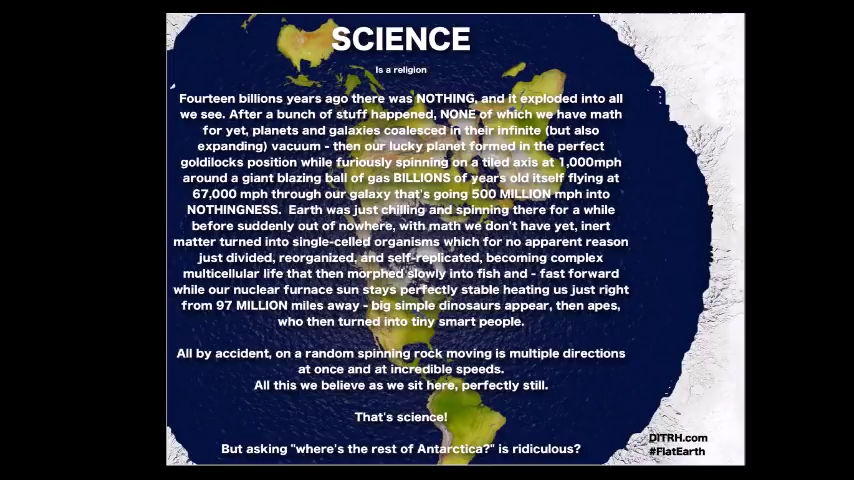 SCIENCE
Is a religion
Fourteen billions years ago there was NOTHING, and it exploded into all
we see. After a bunch of stuff happened, NONE of which we have math
for yet, planets and galaxies coalesced in their infinite (but also
expanding) vacuum - then our lucky planet formed in the perfect
goldilocks position while furiously spinning on a tiled axis at 1,000mph
around a giant blazing ball of gas BILLIONS of years old itself flying at
67,000 mph through our galaxy that's going 500 MILLION mph into
NOTHINGNESS. Earth was just chilling and spinning there for a while
before suddenly out of nowhere, with math we don't have yet, inert
matter turned into single-celled organisms which for no apparent reason
just divided, reorganized, and self-replicated, becoming complex
multicellular life that then morphed slowly into fish and - fast forward
while our nuclear furnace sun stays perfectly stable heating us just right
from 97 MILLION miles away - big simple dinosaurs appear, then apes,
who then turned into tiny smart people.
All by accident, on a random spinning rock moving is multiple directions
at once and at incredible speeds.
All this we believe as we sit here, perfectly still.
That's science!
But asking "where's the rest of Antarctica?" is ridiculous?
DITRH.com
#FlatEarth